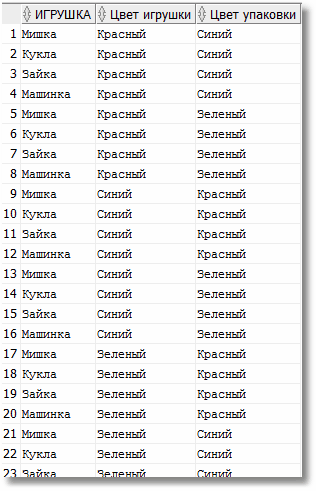 ИГРУШКА Цвет игрушки Цвет упаковки
1 Мишка Красный Синий
2 Кукла Красный Синий
3 Зайка Красный Синий
4 Машинка Красный Синий
5 Мишка Красный Зеленый
6 Кукла Красный Зеленый
7 Зайка Красный Зеленый
8 Машинка Красный Зеленый
9 Мишка Синий Красный
10 Кукла Синий Красный
11 Зайка Синий Красный
12 Машинка Синий Красный
13 Мишка Синий Зеленый
14 Кукла Синий Зеленый
15 Зайка Синий Зеленый
16 Машинка Синий Зеленый
17 Мишка Зеленый Красный
18 Кукла Зеленый Красный
19 Зайка Зеленый Красный
20 Машинка Зеленый Красный
21 Мишка Зеленый Синий
22 Кукла Зеленый Синий
23 Зайка Зеленый Синий